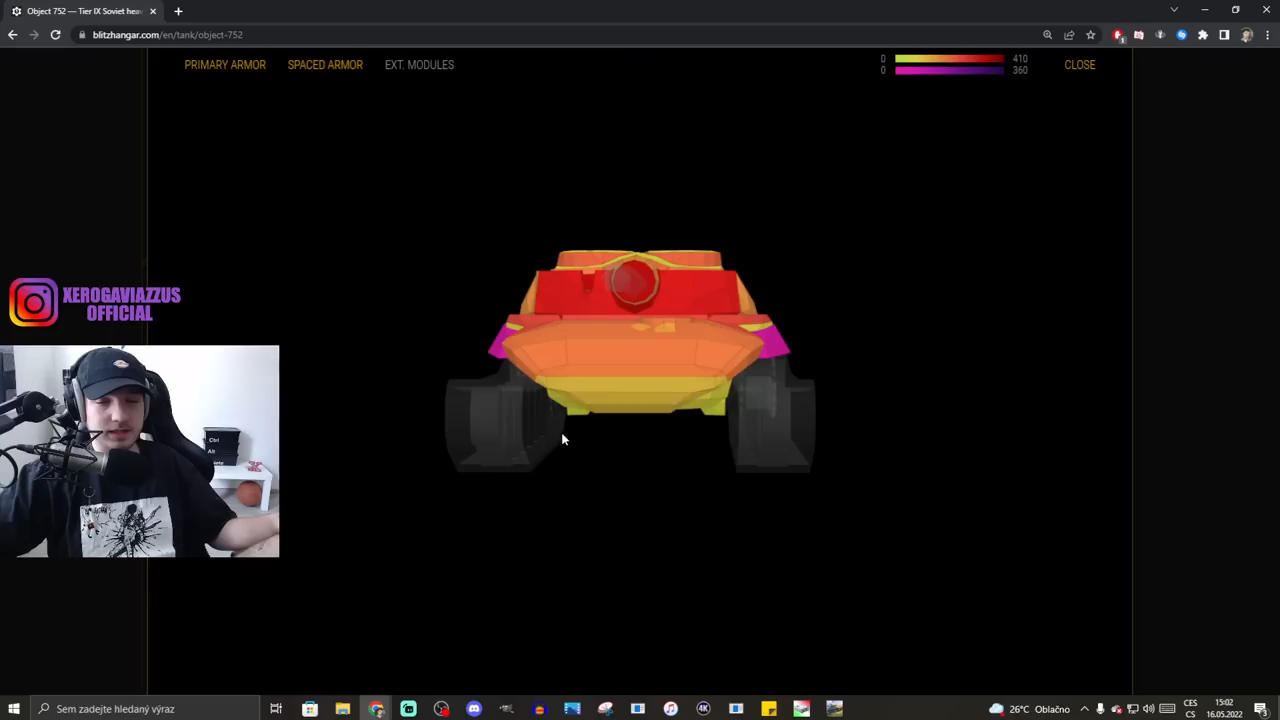 Object 752 — Tier IX Soviet hea
blitzhangar.com/en/tank/object-752
PRIMARY ARMOR
SPACED ARMOR
EXT. MODULES
0 410
0 360
CLOSE
XEROGAVIAZZUS
OFFICIAL
Ctrl
Alt
Sem zadejte hledaný výraz
26°C Oblačno
CES
CS
15:02
16.05.2022